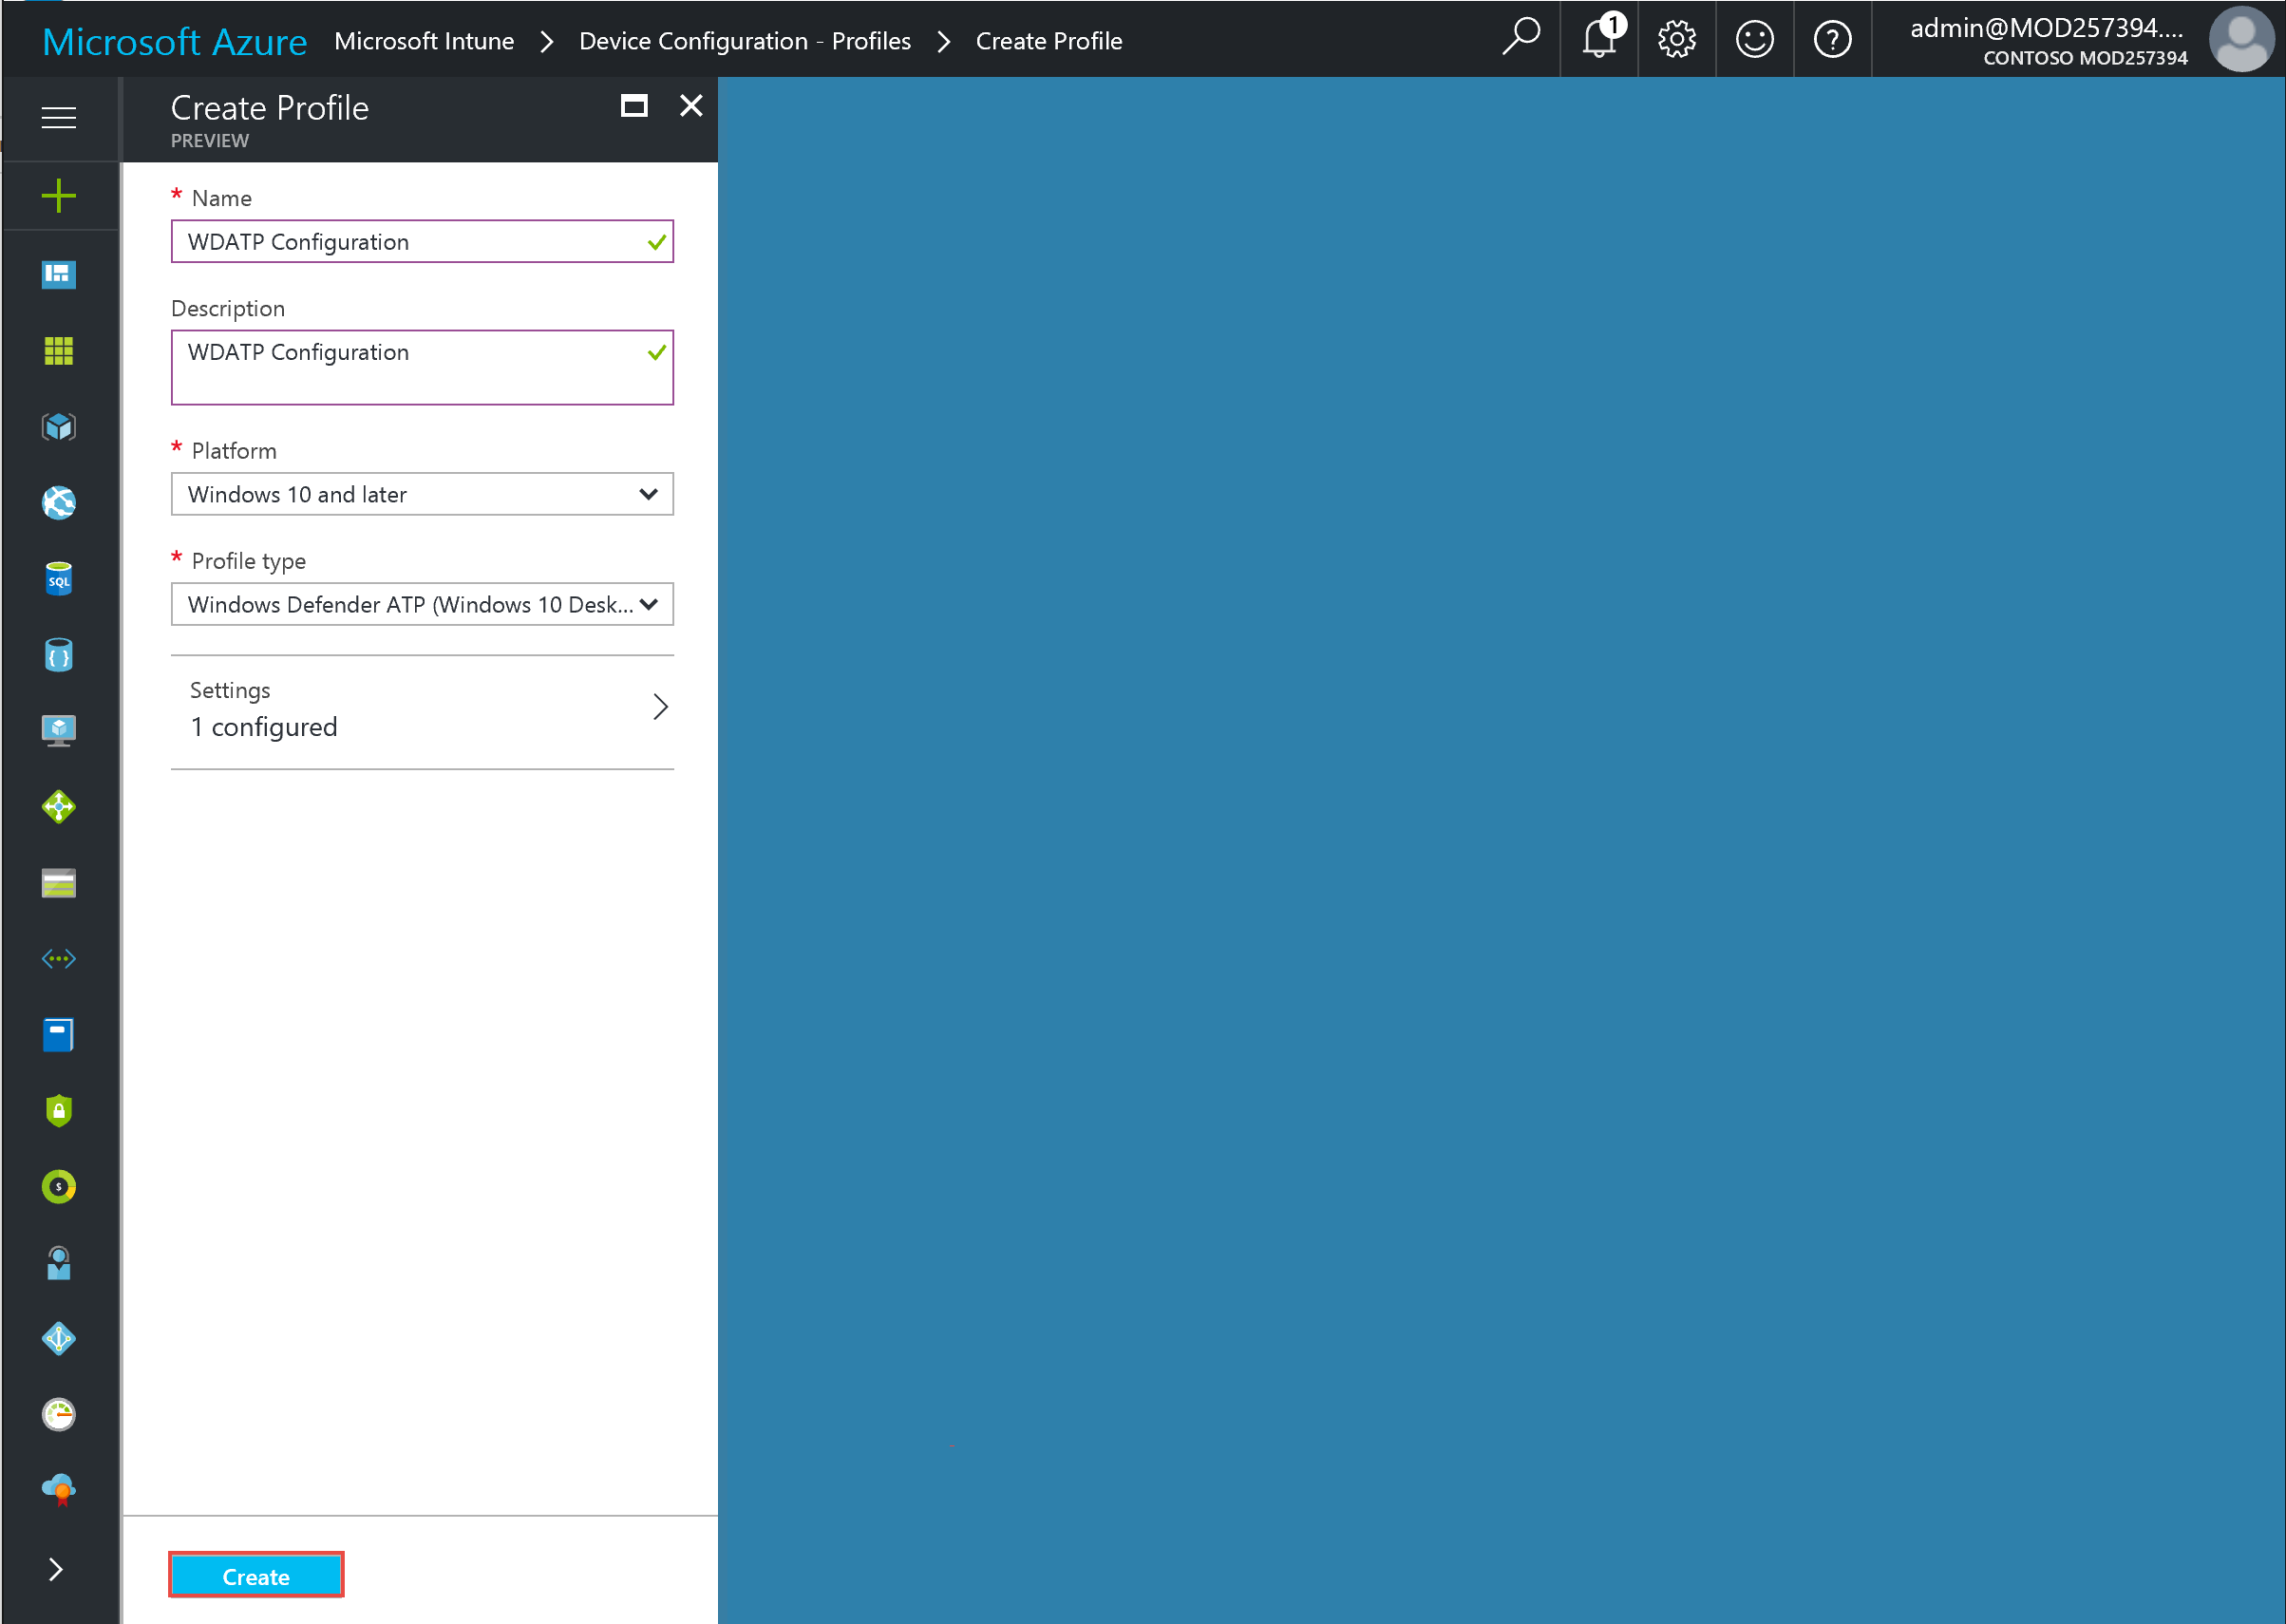 Microsoft Azure Microsoft Intune Device Configuration - Profiles Create Profile
1
admin@MOD257394....
CONTOSO MOD257394
?
Create Profile
PREVIEW
* Name
WDATP Configuration
Description
WDATP Configuration
* Platform
Windows 10 and later
* Profile type
Windows Defender ATP (Windows 10 Desk...
Settings
1 configured
SQL
{ }
$
Create